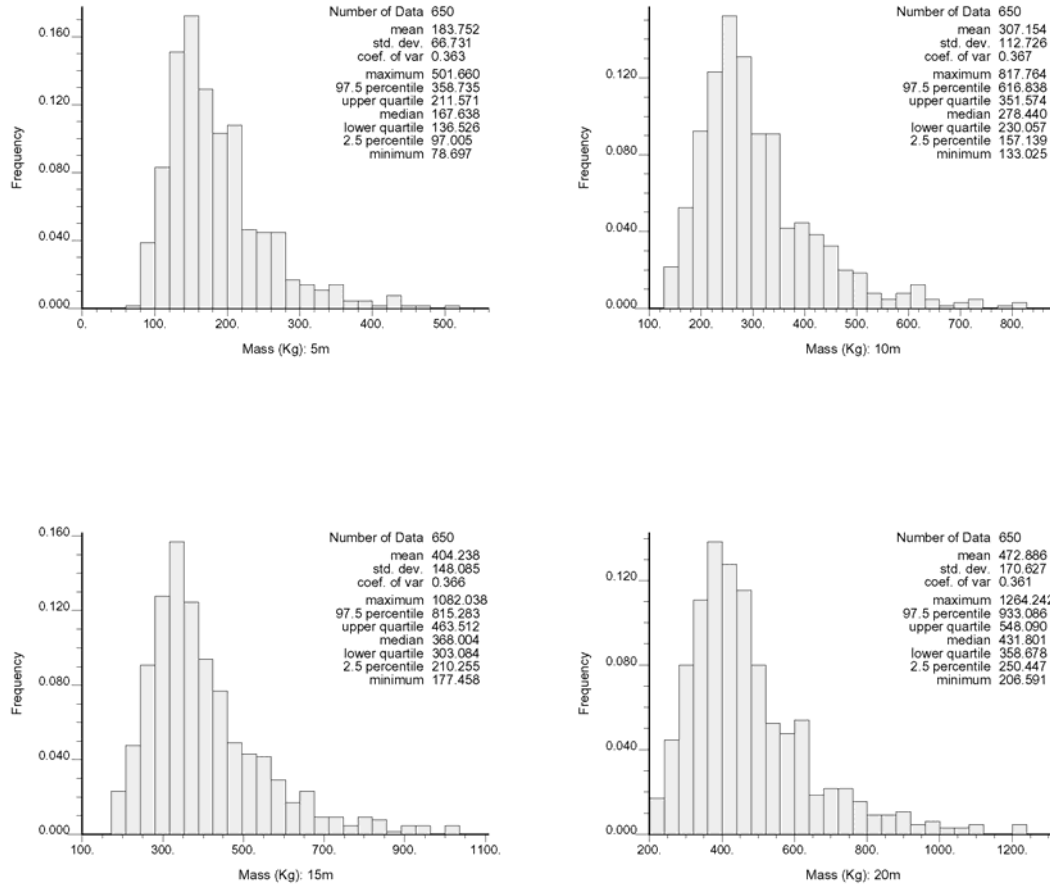 Number of Data 650
mean 183.752
std. dev. 66.731
coef. of var 0.363
maximum 501.660
97.5 percentile 358.735
upper quartile 211.571
median 167.638
lower quartile 136.526
2.5 percentile 97.005
minimum 78.697
Frequency
0.160
0.120
0.080
0.040
0.000
0. 100. 200. 300. 400. 500.
Mass (Kg): 5m
Number of Data 650
mean 307.154
std. dev. 112.726
coef. of var 0.367
maximum 817.764
97.5 percentile 616.838
upper quartile 351.574
median 278.440
lower quartile 230.057
2.5 percentile 157.139
minimum 133.025
Frequency
0.120
0.080
0.040
0.000
100. 200. 300. 400. 500. 600. 700. 800.
Mass (Kg): 10m
Number of Data 650
mean 404.238
std. dev. 148.085
coef. of var 0.366
maximum 1082.038
97.5 percentile 815.283
upper quartile 463.512
median 368.004
lower quartile 303.084
2.5 percentile 210.255
minimum 177.458
Frequency
0.160
0.120
0.080
0.040
0.000
100. 300. 500. 700. 900. 1100.
Mass (Kg): 15m
Number of Data 650
mean 472.886
std. dev. 170.627
coef. of var 0.361
maximum 1264.242
97.5 percentile 933.086
upper quartile 548.090
median 431.801
lower quartile 358.678
2.5 percentile 250.447
minimum 206.591
Frequency
0.120
0.080
0.040
0.000
200. 400. 600. 800. 1000. 1200.
Mass (Kg): 20m